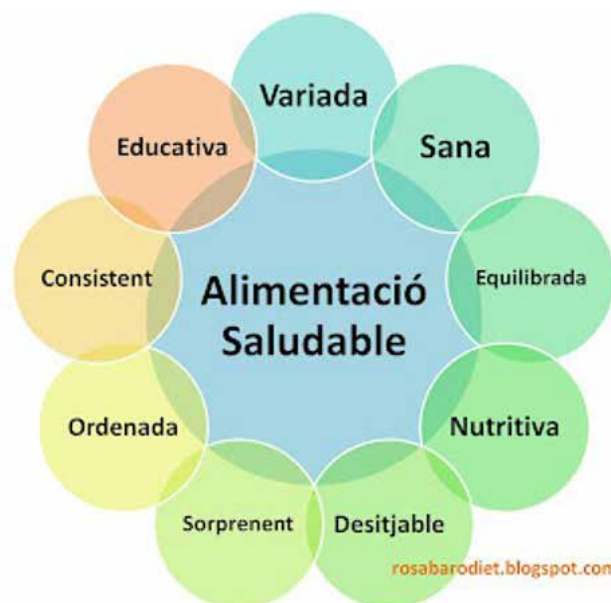 Variada
Sana
Equilibrada
Nutritiva
Desitjable
Sorprenent
Ordenada
Consistent
Educativa
Alimentació
Saludable
rosabarodiet.blogspot.com